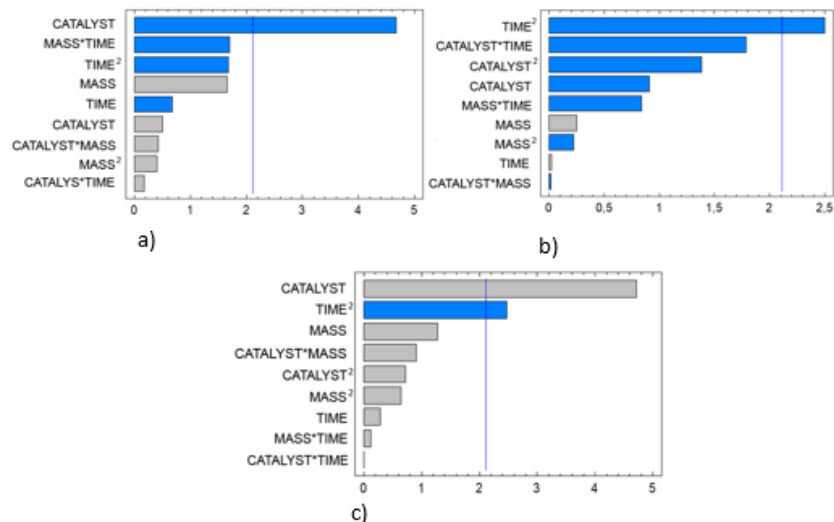 CATALYST
MASS*TIME
TIME²
MASS
TIME
CATALYST
CATALYST*MASS
MASS²
CATALYS*TIME
0 1 2 3 4 5
a)
TIME²
CATALYST*TIME
CATALYST²
CATALYST
MASS*TIME
MASS
MASS²
TIME
CATALYST*MASS
0 0,5 1 1,5 2 2,5
b)
CATALYST
TIME²
MASS
CATALYST*MASS
CATALYST²
MASS²
TIME
MASS*TIME
CATALYST*TIME
0 1 2 3 4 5
c)